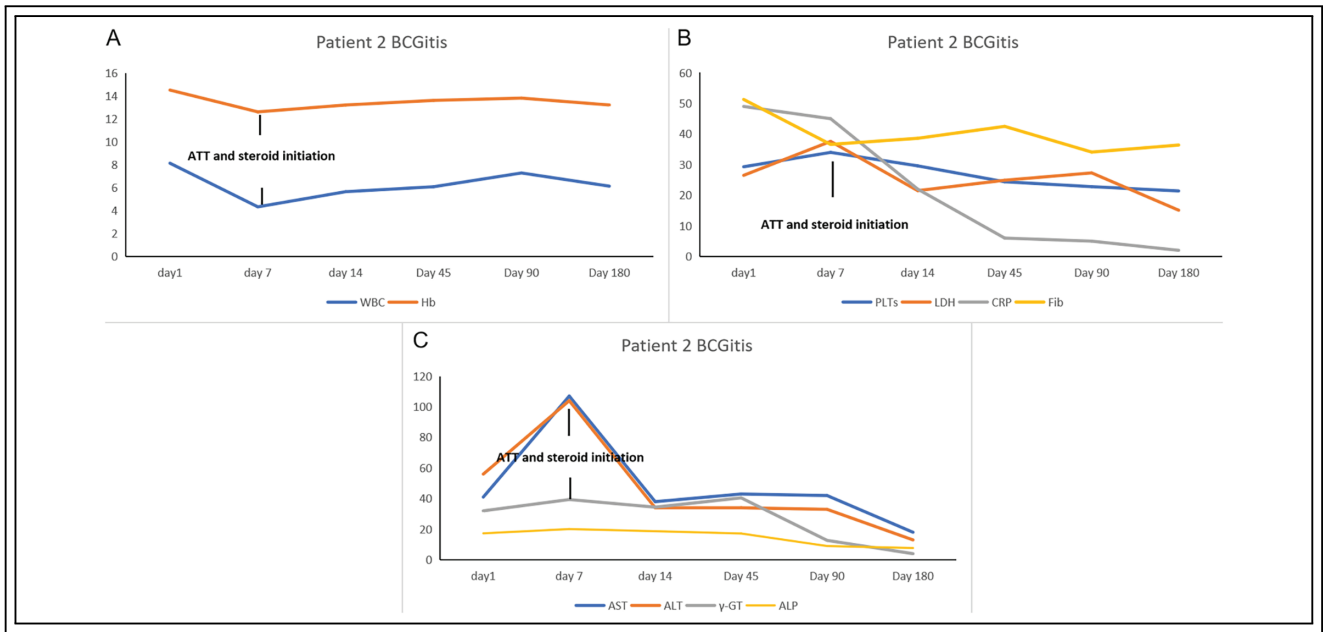 A
Patient 2 BCGitis
16
14
12
10
8
6
4
2
0
ATT and steroid initiation
day1 day 7 day 14 Day 45 Day 90 Day 180
WBC Hb
B
Patient 2 BCGitis
60
50
40
30
20
10
0
ATT and steroid initiation
day1 day 7 day 14 Day 45 Day 90 Day 180
PLTs LDH CRP Fib
C
Patient 2 BCGitis
120
100
80
60
40
20
0
ATT and steroid initiation
day1 day 7 day 14 Day 45 Day 90 Day 180
AST ALT γ-GT ALP